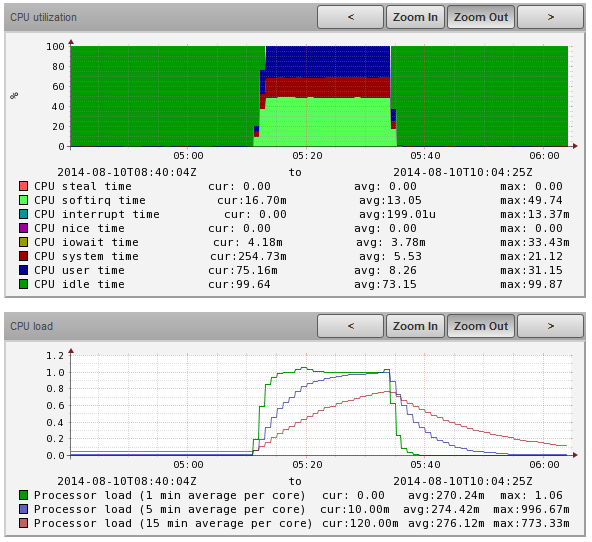 CPU utilization < Zoom In Zoom Out >
100
80
60
40
20
0
%
05:00 05:20 05:40 06:00
2014-08-10T08:40:04Z to 2014-08-10T10:04:25Z
CPU steal time cur: 0.00 avg: 0.00 max: 0.00
CPU softirq time cur:16.70m avg:13.05 max:49.74
CPU interrupt time cur: 0.00 avg:199.01u max:13.37m
CPU nice time cur: 0.00 avg: 0.00 max: 0.00
CPU iowait time cur: 4.18m avg: 3.78m max:33.43m
CPU system time cur:254.73m avg: 5.53 max:21.12
CPU user time cur:75.16m avg: 8.26 max:31.15
CPU idle time cur:99.64 avg:73.15 max:99.87
CPU load < Zoom In Zoom Out >
1.2
1.0
0.8
0.6
0.4
0.2
0.0
05:00 05:20 05:40 06:00
2014-08-10T08:40:04Z to 2014-08-10T10:04:25Z
Processor load (1 min average per core) cur: 0.00 avg:270.24m max: 1.06
Processor load (5 min average per core) cur:10.00m avg:274.42m max:996.67m
Processor load (15 min average per core) cur:120.00m avg:276.12m max:773.33m